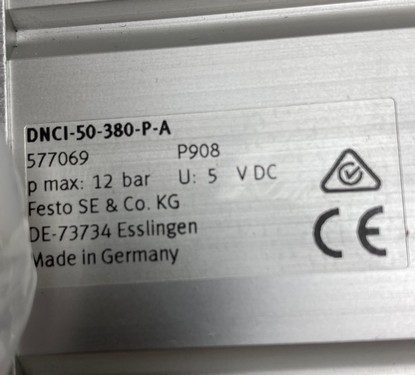 DNCI-50-380-P-A
577069 P908
p max: 12 bar U: 5 V DC
Festo SE & Co. KG
DE-73734 Esslingen
Made in Germany
CE